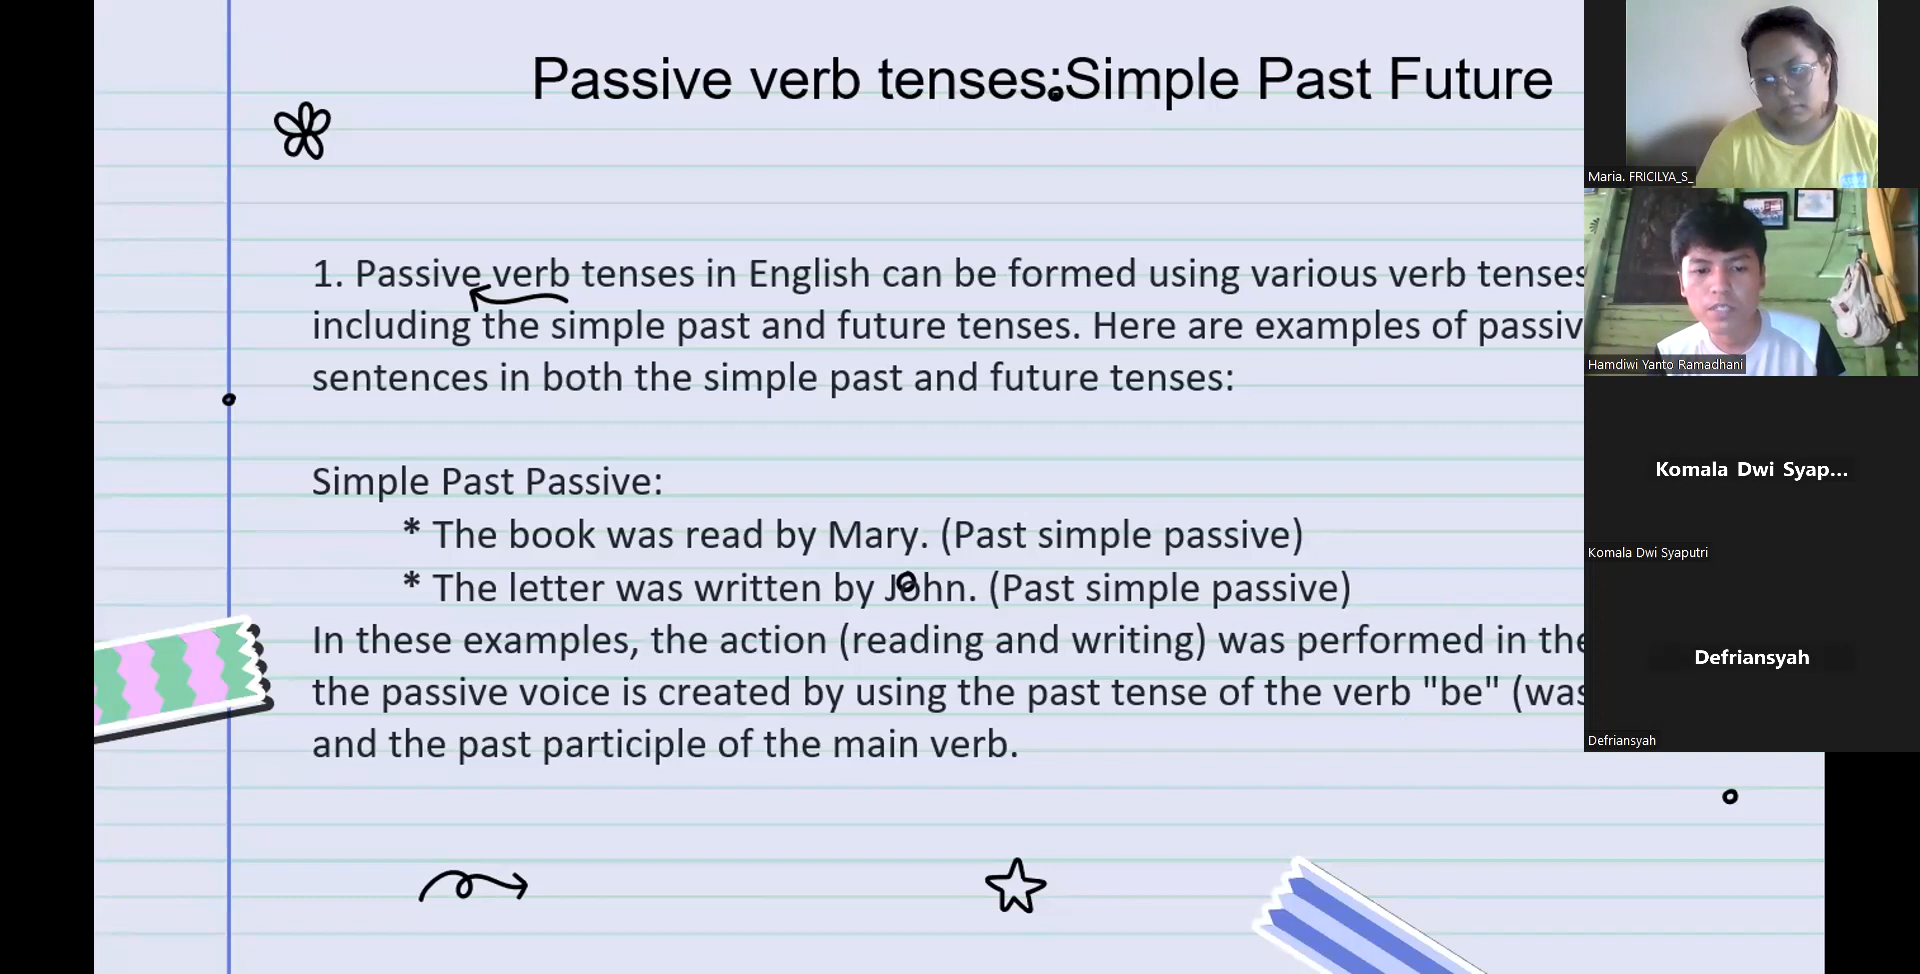 Passive verb tenses:Simple Past Future
1. Passive verb tenses in English can be formed using various verb tenses
including the simple past and future tenses. Here are examples of passiv
sentences in both the simple past and future tenses:
Simple Past Passive:
* The book was read by Mary. (Past simple passive)
* The letter was written by John. (Past simple passive)
In these examples, the action (reading and writing) was performed in the
the passive voice is created by using the past tense of the verb "be" (was
and the past participle of the main verb.
Maria. FRICILYA_S_
Hamdiwi Yanto Ramadhani
Komala Dwi Syap...
Komala Dwi Syaputri
Defriansyah
Defriansyah